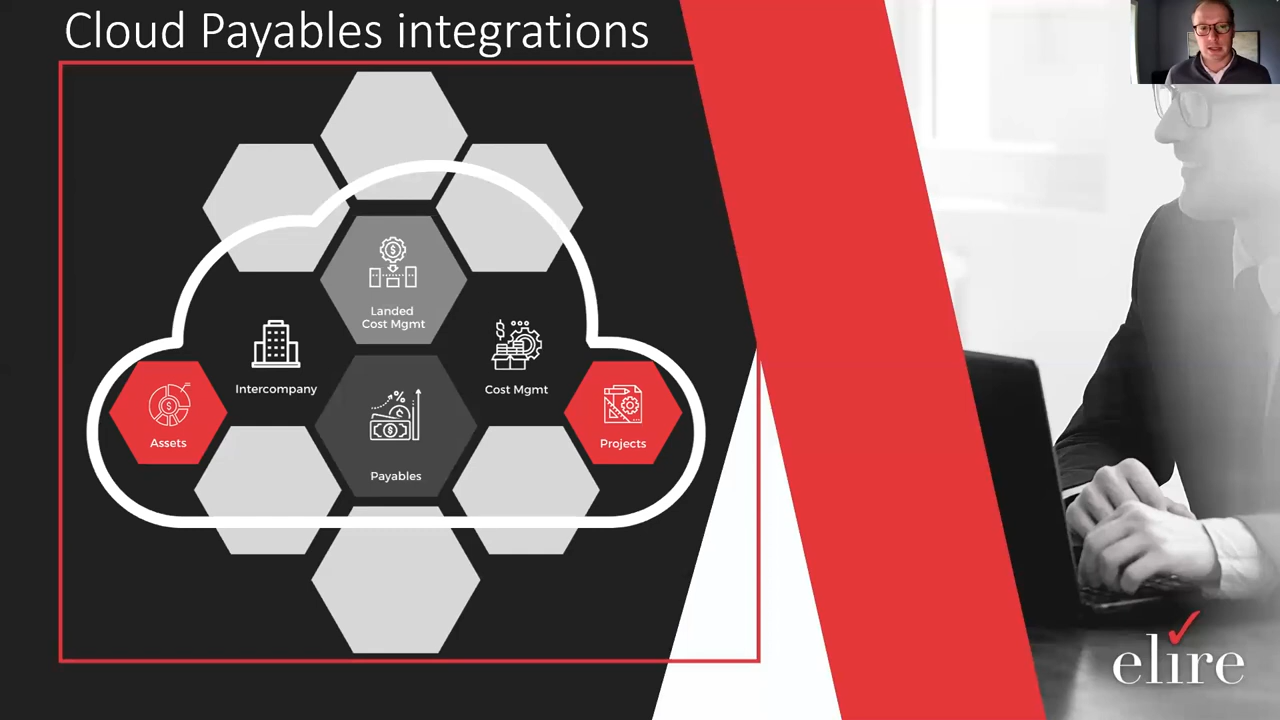 Cloud Payables integrations
Landed
Cost Mgmt
Intercompany
Cost Mgmt
Assets
Projects
Payables
elire